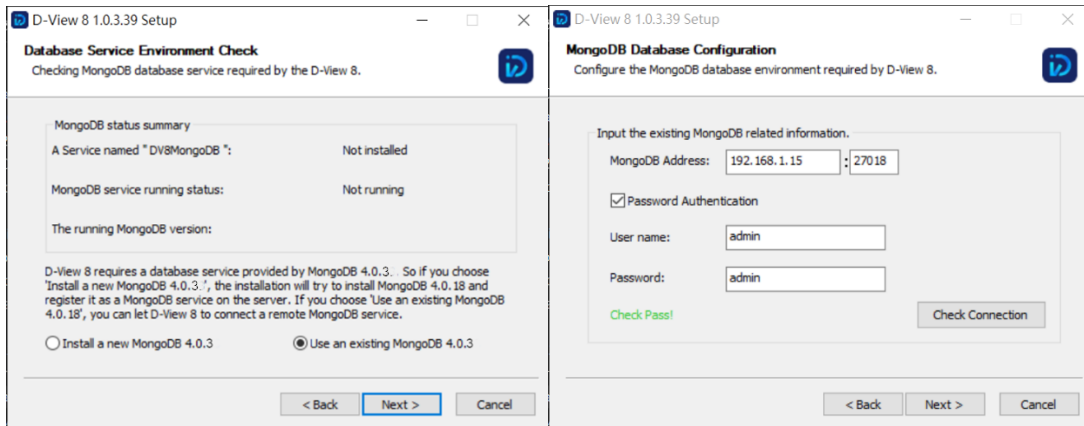 D-View 8 1.0.3.39 Setup
Database Service Environment Check
Checking MongoDB database service required by the D-View 8.
MongoDB status summary
A Service named " DV8MongoDB ": Not installed
MongoDB service running status: Not running
The running MongoDB version:
D-View 8 requires a database service provided by MongoDB 4.0.3. . So if you choose
'Install a new MongoDB 4.0.3.', the installation will try to install MongoDB 4.0.18 and
register it as a MongoDB service on the server. If you choose 'Use an existing MongoDB
4.0.18', you can let D-View 8 to connect a remote MongoDB service.
Install a new MongoDB 4.0.3 Use an existing MongoDB 4.0.3
< Back Next > Cancel
D-View 8 1.0.3.39 Setup
MongoDB Database Configuration
Configure the MongoDB database environment required by D-View 8.
Input the existing MongoDB related information.
MongoDB Address: 192.168.1.15 : 27018
Password Authentication
User name: admin
Password: admin
Check Pass! Check Connection
< Back Next > Cancel